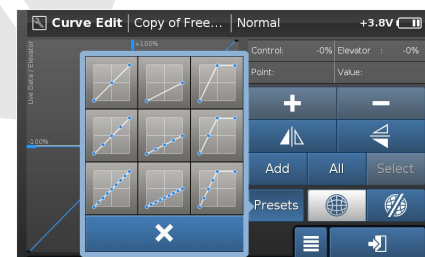 Curve Edit Copy of Free... Normal +3.8V
+100%
Control: -0% Elevator : -0%
Point: Value:
Live Data / Elevator
-100%
Add All Select
Presets